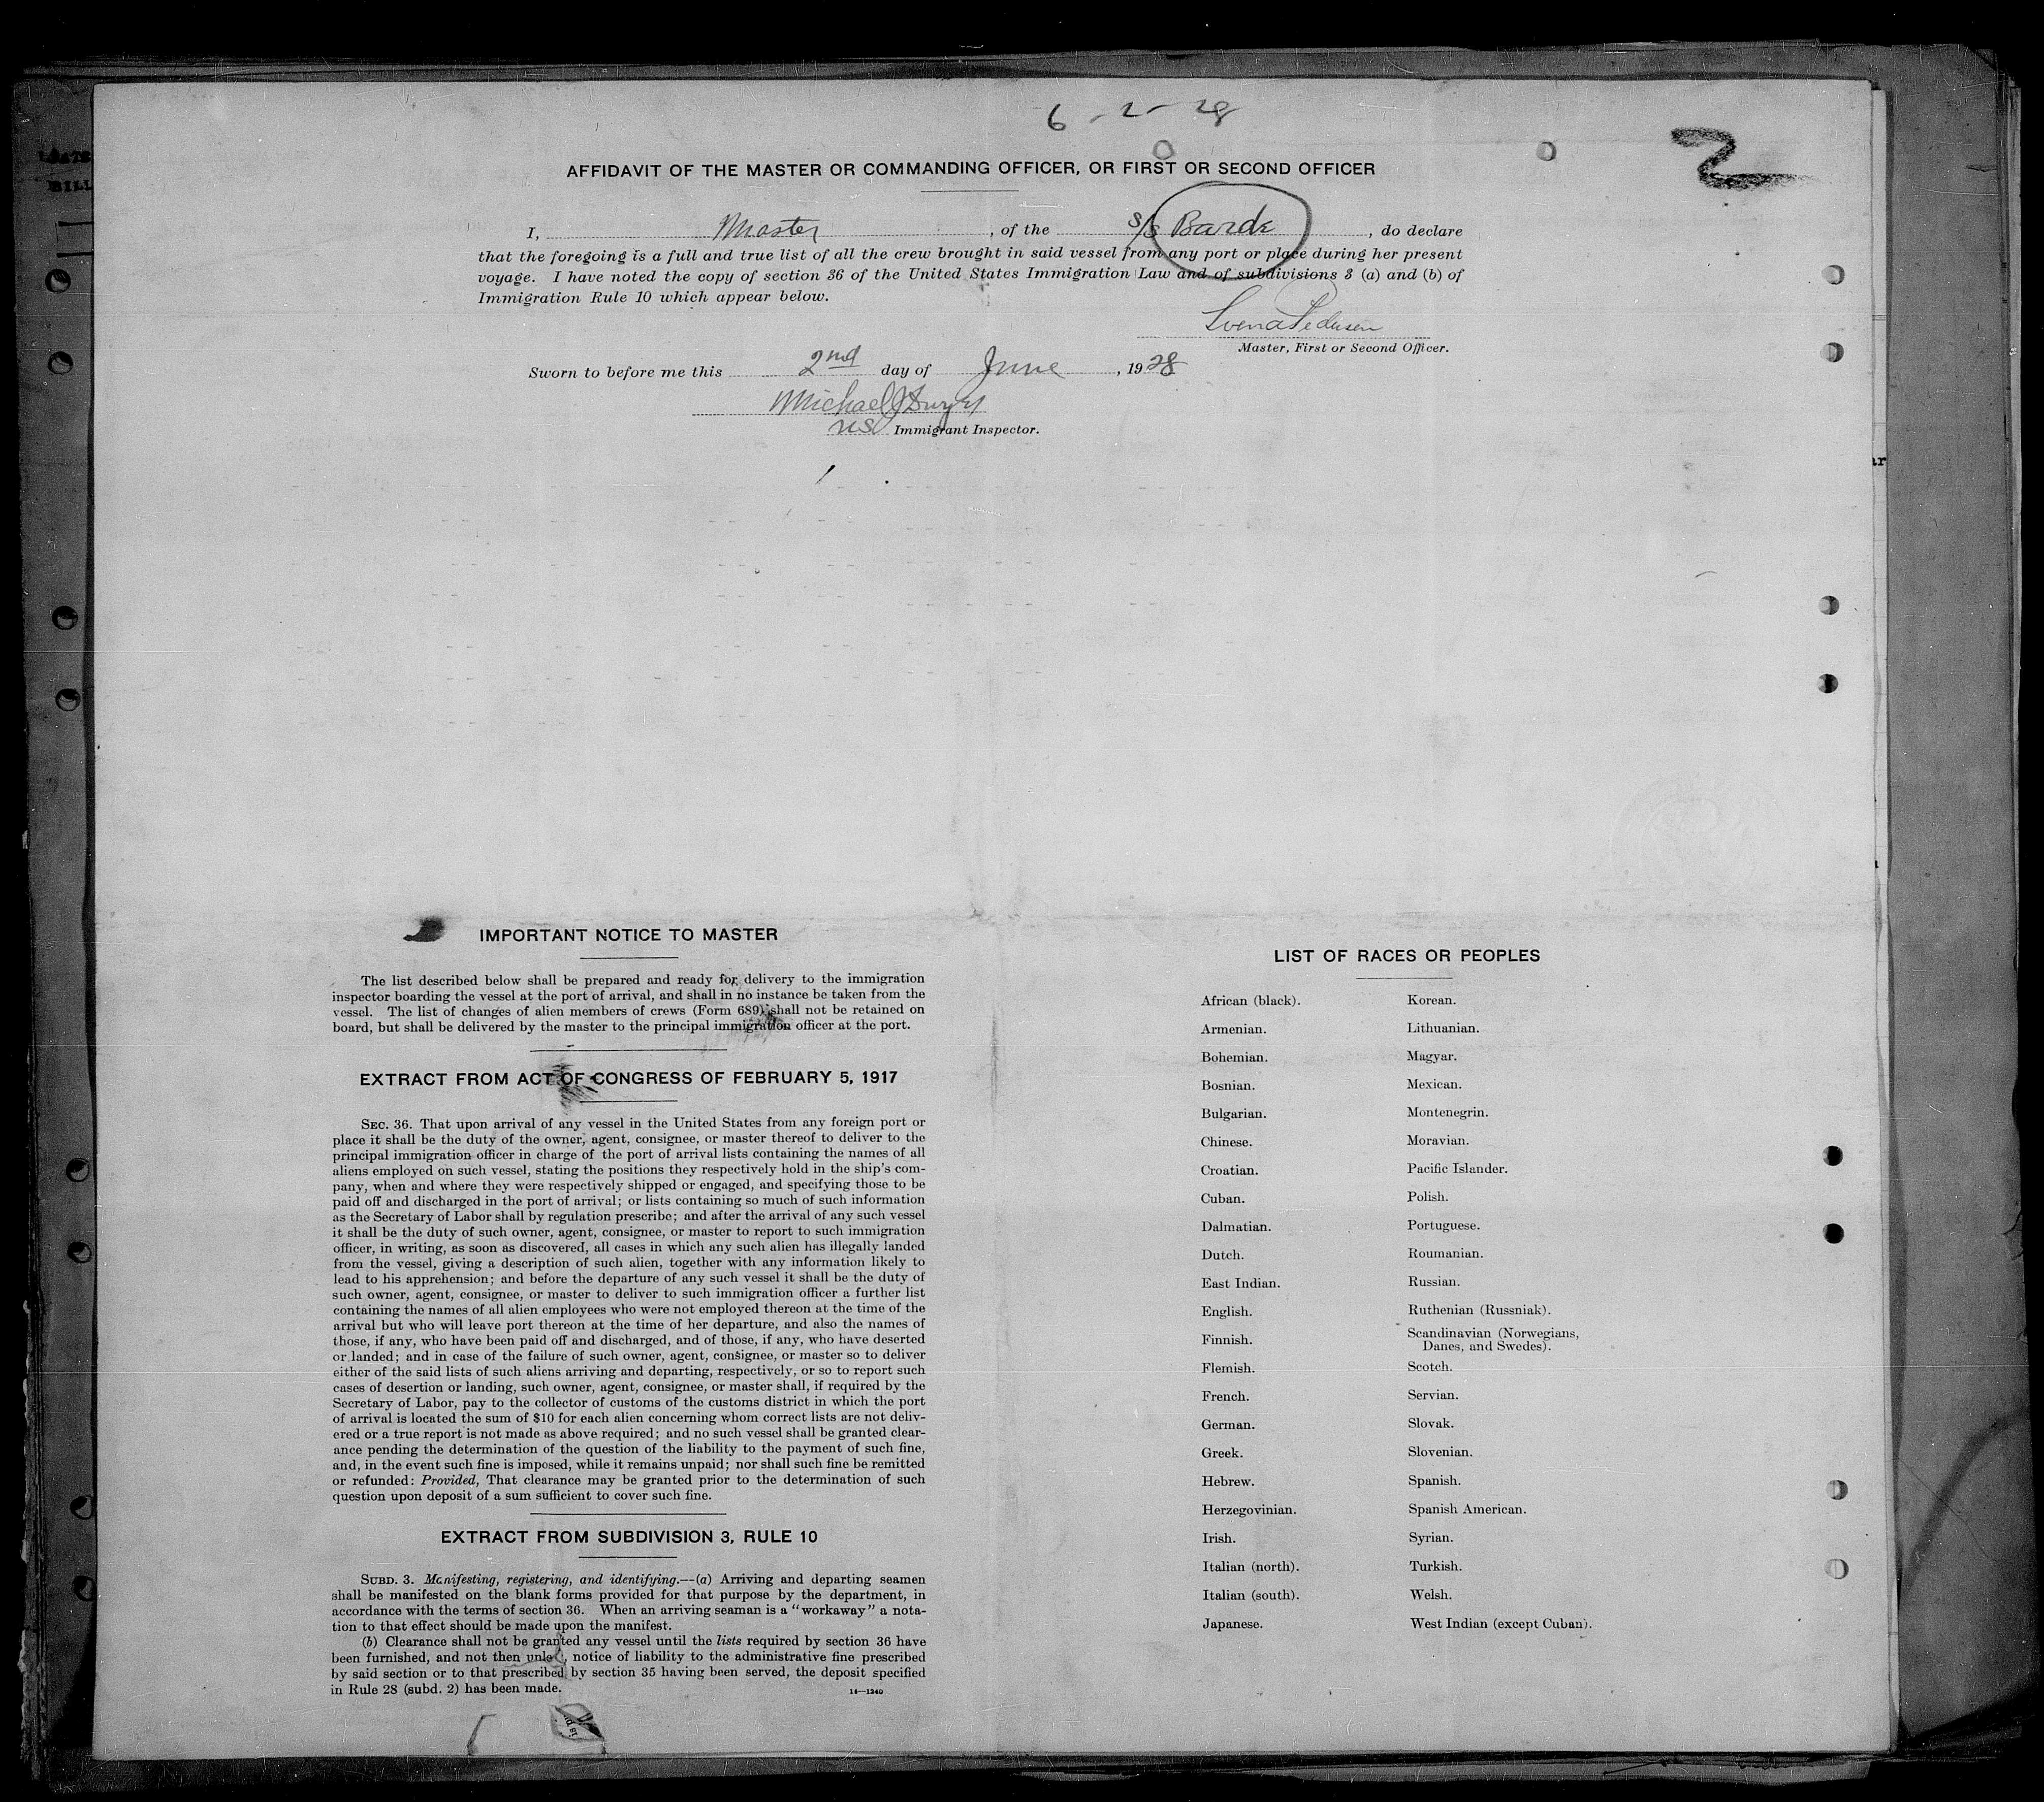 6 - 2 - 28
2
AFFIDAVIT OF THE MASTER OR COMMANDING OFFICER, OR FIRST OR SECOND OFFICER
I, Master, of the S/S Barde, do declare
that the foregoing is a full and true list of all the crew brought in said vessel from any port or place during her present
voyage. I have noted the copy of section 36 of the United States Immigration Law and of subdivisions 3 (a) and (b) of
Immigration Rule 10 which appear below.
Pedersen
Master, First or Second Officer.
Sworn to before me this 2nd day of June, 1928
Michael J Dwyer
US Immigrant Inspector.
IMPORTANT NOTICE TO MASTER
The list described below shall be prepared and ready for delivery to the immigration
inspector boarding the vessel at the port of arrival, and shall in no instance be taken from the
vessel. The list of changes of alien members of crews (Form 689) shall not be retained on
board, but shall be delivered by the master to the principal immigration officer at the port.
EXTRACT FROM ACT OF CONGRESS OF FEBRUARY 5, 1917
SEC. 36. That upon arrival of any vessel in the United States from any foreign port or
place it shall be the duty of the owner, agent, consignee, or master thereof to deliver to the
principal immigration officer in charge of the port of arrival lists containing the names of all
aliens employed on such vessel, stating the positions they respectively hold in the ship's com-
pany, when and where they were respectively shipped or engaged, and specifying those to be
paid off and discharged in the port of arrival; or lists containing so much of such information
as the Secretary of Labor shall by regulation prescribe; and after the arrival of any such vessel
it shall be the duty of such owner, agent, consignee, or master to report to such immigration
officer, in writing, as soon as discovered, all cases in which any such alien has illegally landed
from the vessel, giving a description of such alien, together with any information likely to
lead to his apprehension; and before the departure of any such vessel it shall be the duty of
such owner, agent, consignee, or master to deliver to such immigration officer a further list
containing the names of all alien employees who were not employed thereon at the time of the
arrival but who will leave port thereon at the time of her departure, and also the names of
those, if any, who have been paid off and discharged, and of those, if any, who have deserted
or landed; and in case of the failure of such owner, agent, consignee, or master so to deliver
either of the said lists of such aliens arriving and departing, respectively, or so to report such
cases of desertion or landing, such owner, agent, consignee, or master shall, if required by the
Secretary of Labor, pay to the collector of customs of the customs district in which the port
of arrival is located the sum of $10 for each alien concerning whom correct lists are not deliv-
ered or a true report is not made as above required; and no such vessel shall be granted clear-
ance pending the determination of the question of the liability to the payment of such fine,
and, in the event such fine is imposed, while it remains unpaid; nor shall such fine be remitted
or refunded: Provided, That clearance may be granted prior to the determination of such
question upon deposit of a sum sufficient to cover such fine.
EXTRACT FROM SUBDIVISION 3, RULE 10
SUBD. 3. Manifesting, registering, and identifying.--(a) Arriving and departing seamen
shall be manifested on the blank forms provided for that purpose by the department, in
accordance with the terms of section 36. When an arriving seaman is a "workaway" a nota-
tion to that effect should be made upon the manifest.
(b) Clearance shall not be granted any vessel until the lists required by section 36 have
been furnished, and not then unless, notice of liability to the administrative fine prescribed
by said section or to that prescribed by section 35 having been served, the deposit specified
in Rule 28 (subd. 2) has been made.
14—1240
LIST OF RACES OR PEOPLES
African (black).
Armenian.
Bohemian.
Bosnian.
Bulgarian.
Chinese.
Croatian.
Cuban.
Dalmatian.
Dutch.
East Indian.
English.
Finnish.
Flemish.
French.
German.
Greek.
Hebrew.
Herzegovinian.
Irish.
Italian (north).
Italian (south).
Japanese.
Korean.
Lithuanian.
Magyar.
Mexican.
Montenegrin.
Moravian.
Pacific Islander.
Polish.
Portuguese.
Roumanian.
Russian.
Ruthenian (Russniak).
Scandinavian (Norwegians,
Danes, and Swedes).
Scotch.
Servian.
Slovak.
Slovenian.
Spanish.
Spanish American.
Syrian.
Turkish.
Welsh.
West Indian (except Cuban).